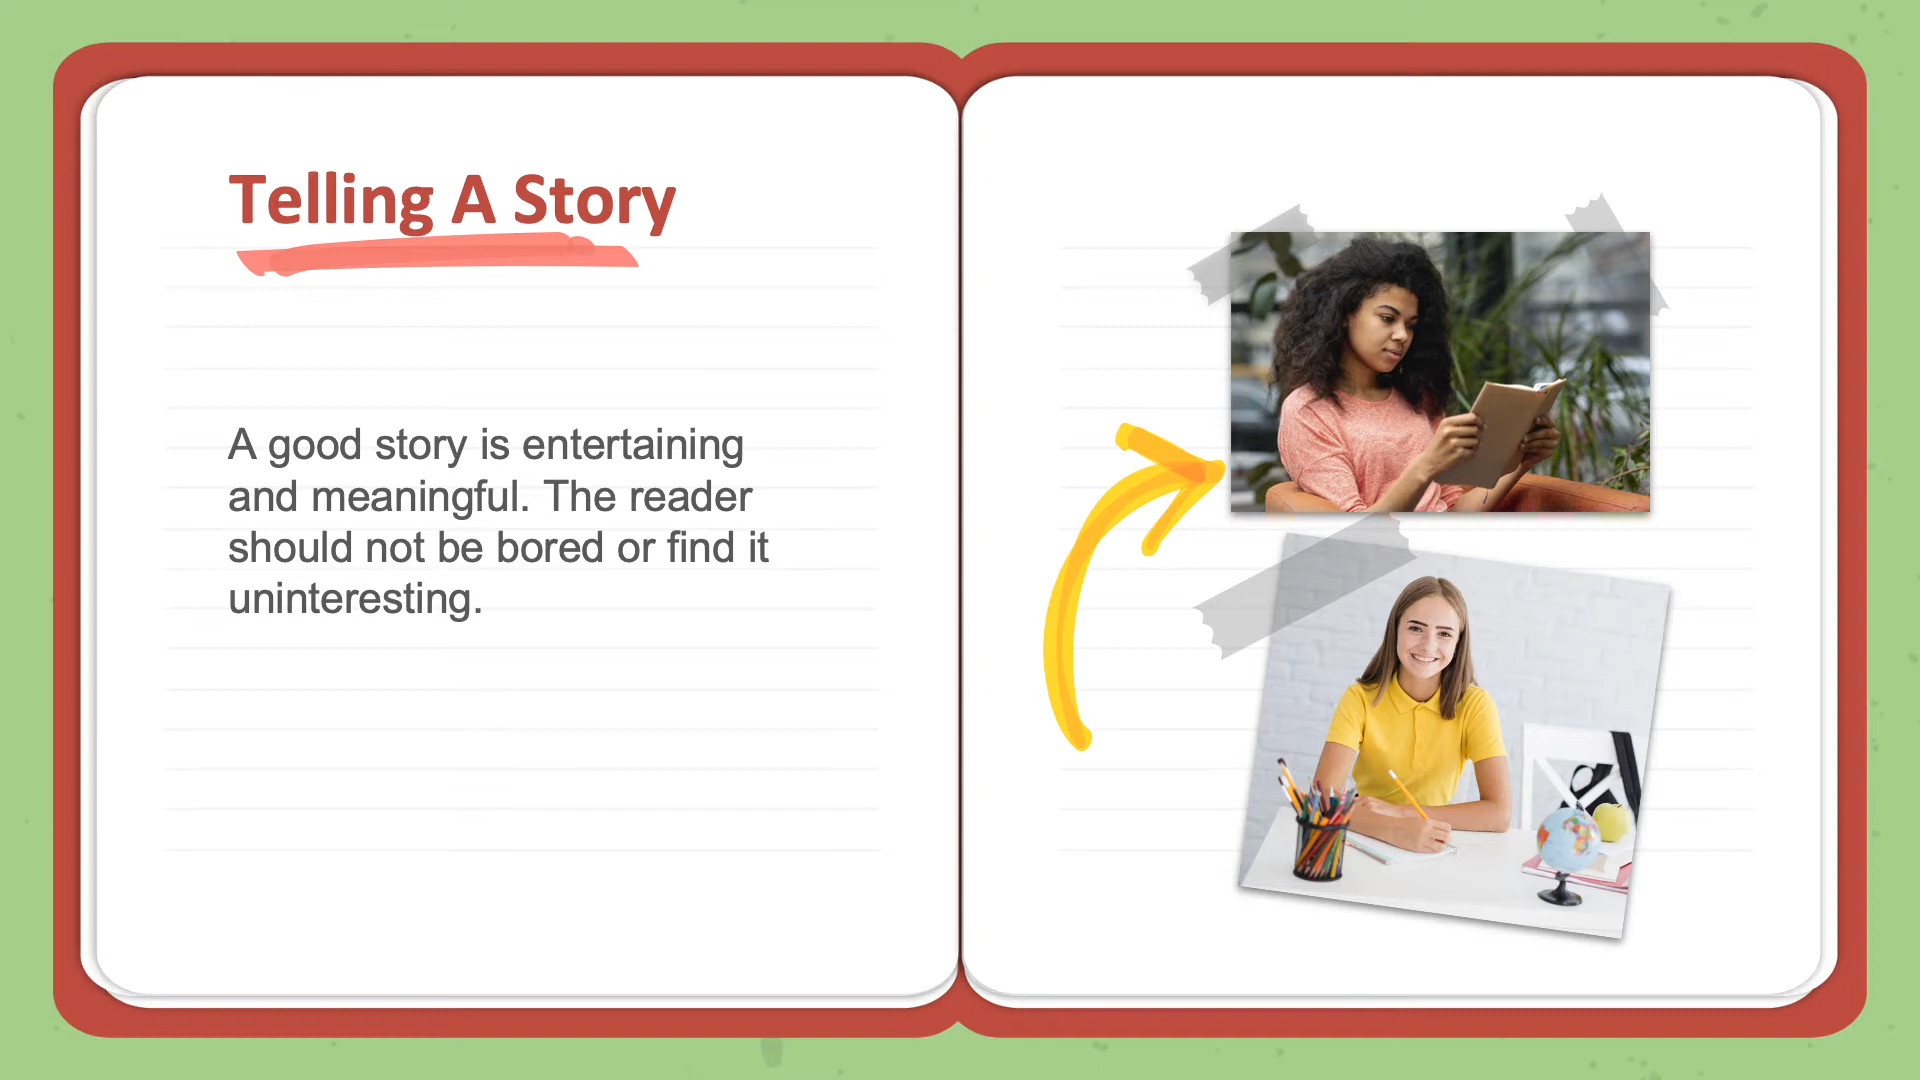 Telling A Story
A good story is entertaining
and meaningful. The reader
should not be bored or find it
uninteresting.